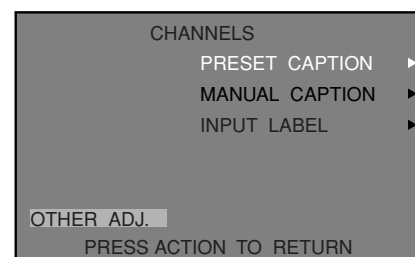 CHANNELS
PRESET CAPTION
MANUAL CAPTION
INPUT LABEL
OTHER ADJ.
PRESS ACTION TO RETURN